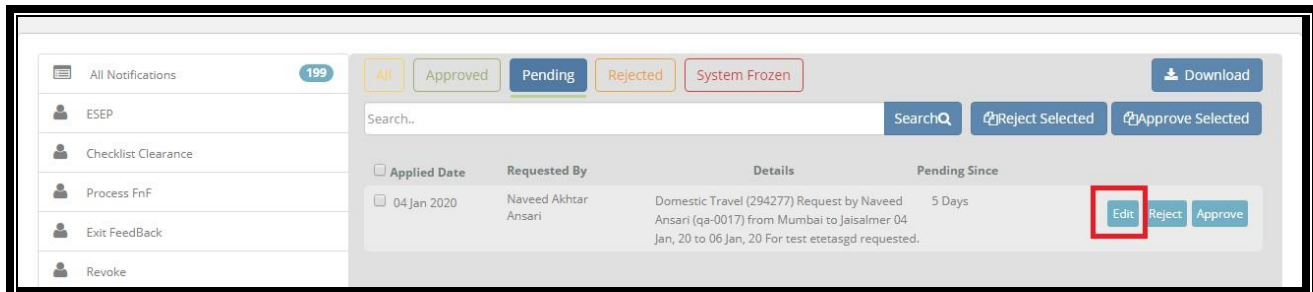 All Notifications 199
ESEP
Checklist Clearance
Process FnF
Exit FeedBack
Revoke
All Approved Pending Rejected System Frozen Download
Search.. Search Reject Selected Approve Selected
Applied Date Requested By Details Pending Since
04 Jan 2020 Naveed Akhtar Ansari
Domestic Travel (294277) Request by Naveed
Ansari (qa-0017) from Mumbai to Jaisalmer 04
Jan, 20 to 06 Jan, 20 For test etetasgd requested.
5 Days
Edit Reject Approve